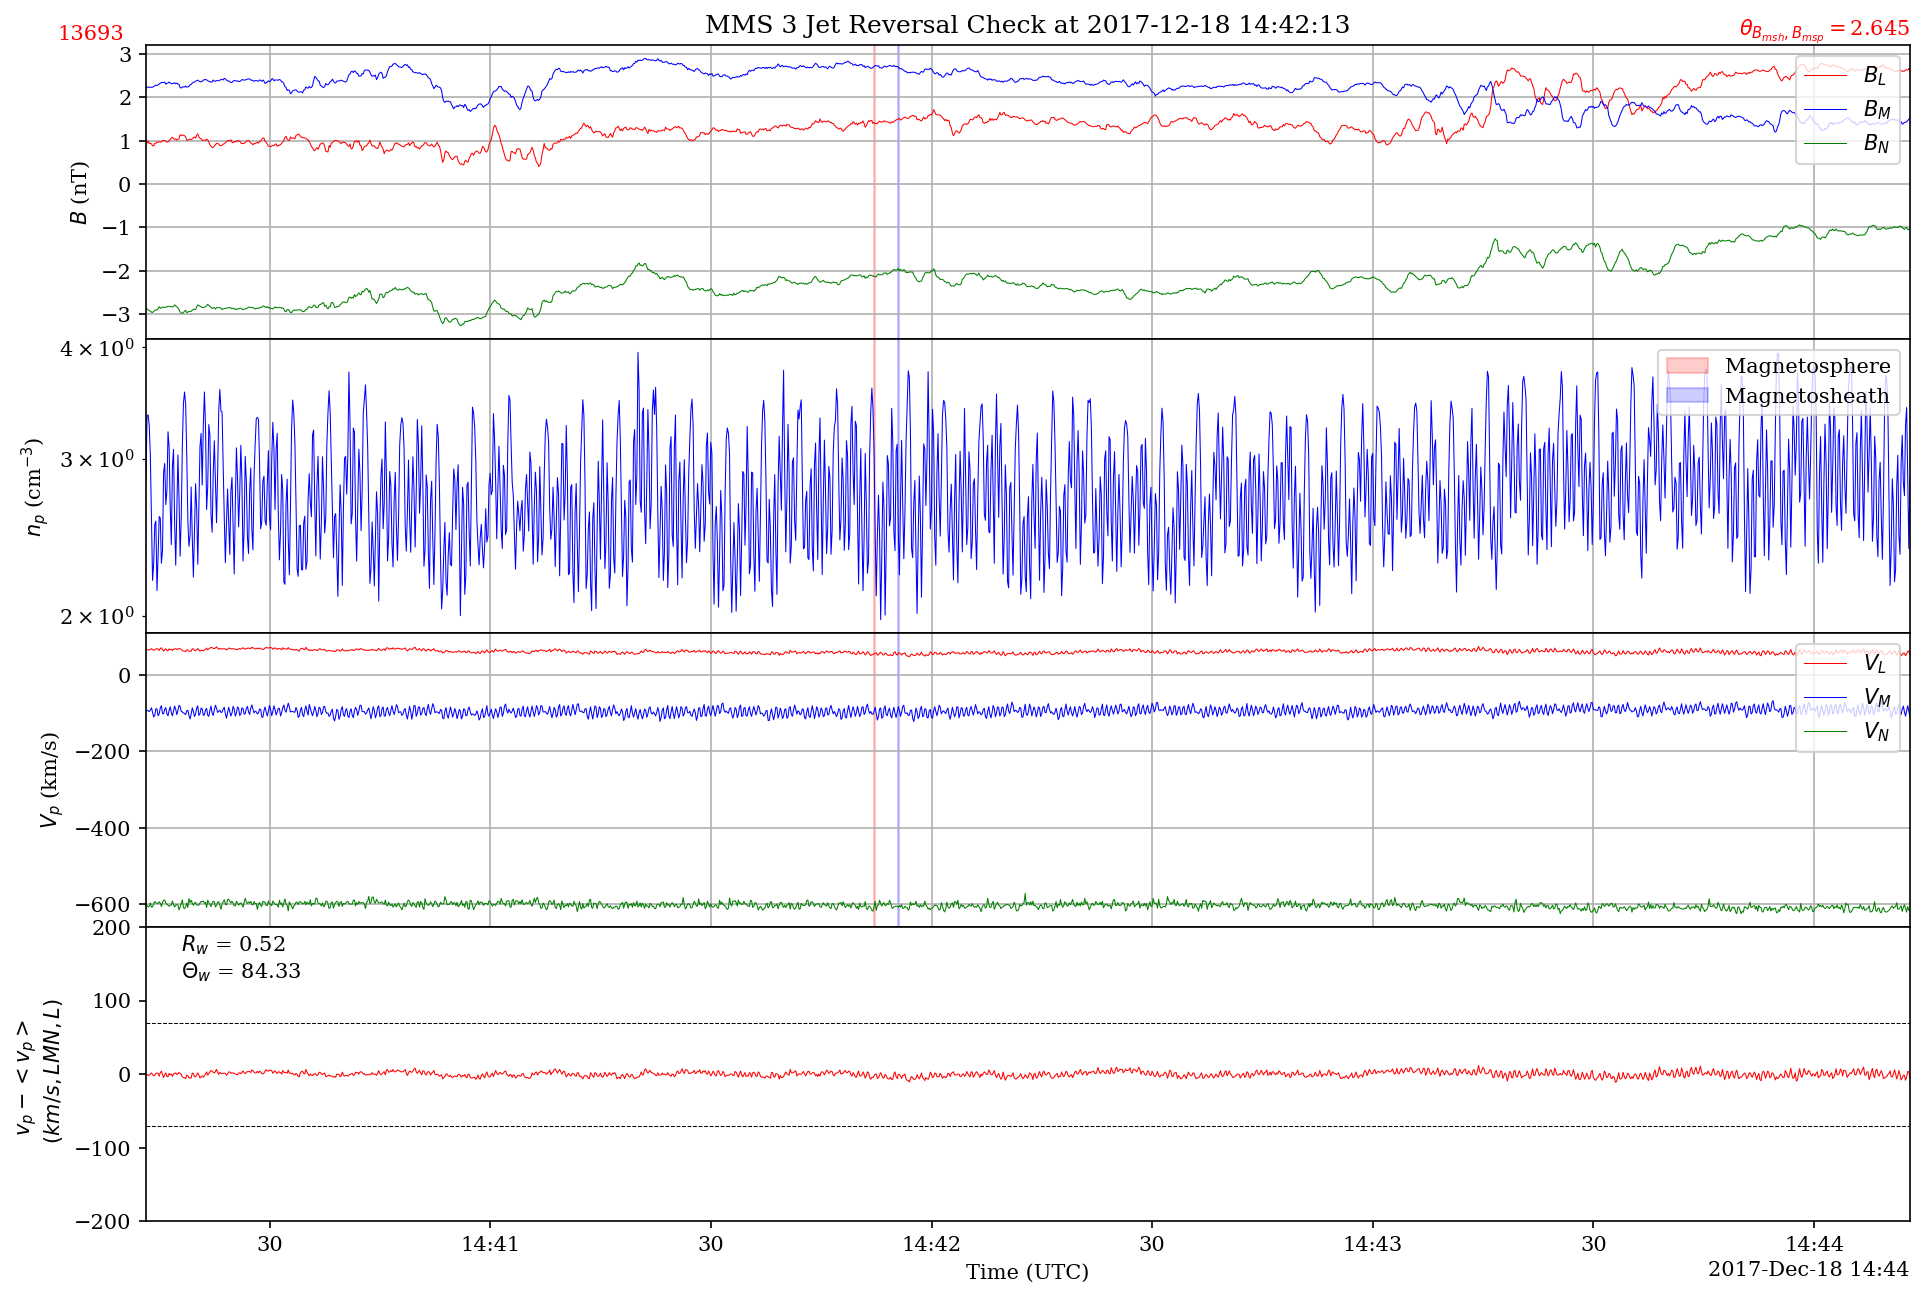 MMS 3 Jet Reversal Check at 2017-12-18 14:42:13
13693
θ_{B_{msh}, B_{msp}} = 2.645
3
2
1
0
−1
−2
−3
B (nT)
B_L
B_M
B_N
4 × 10^0
3 × 10^0
2 × 10^0
n_p (cm^{−3})
Magnetosphere
Magnetosheath
0
−200
−400
−600
V_p (km/s)
V_L
V_M
V_N
200
100
0
−100
−200
v_p − < v_p >
(km/s, LMN, L)
R_w = 0.52
Θ_w = 84.33
30 14:41 30 14:42 30 14:43 30 14:44
Time (UTC)
2017-Dec-18 14:44